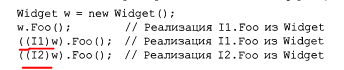 Widget w = new Widget();
w.Foo(); // Реализация I1.Foo из Widget
((I1)w).Foo(); // Реализация I1.Foo из Widget
((I2)w).Foo(); // Реализация I2.Foo из Widget